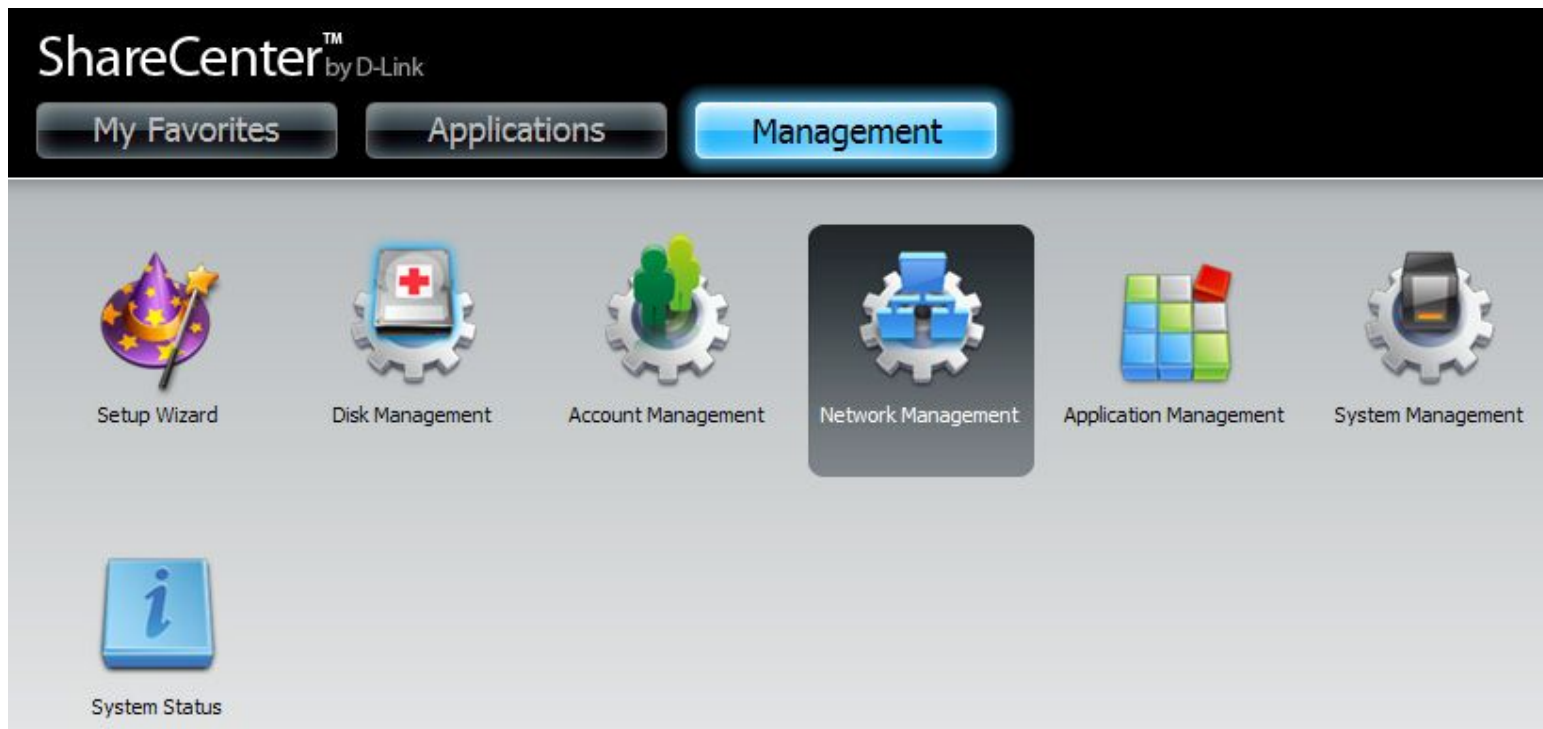 ShareCenter™ by D-Link
My Favorites Applications Management
Setup Wizard Disk Management Account Management Network Management Application Management System Management
i
System Status